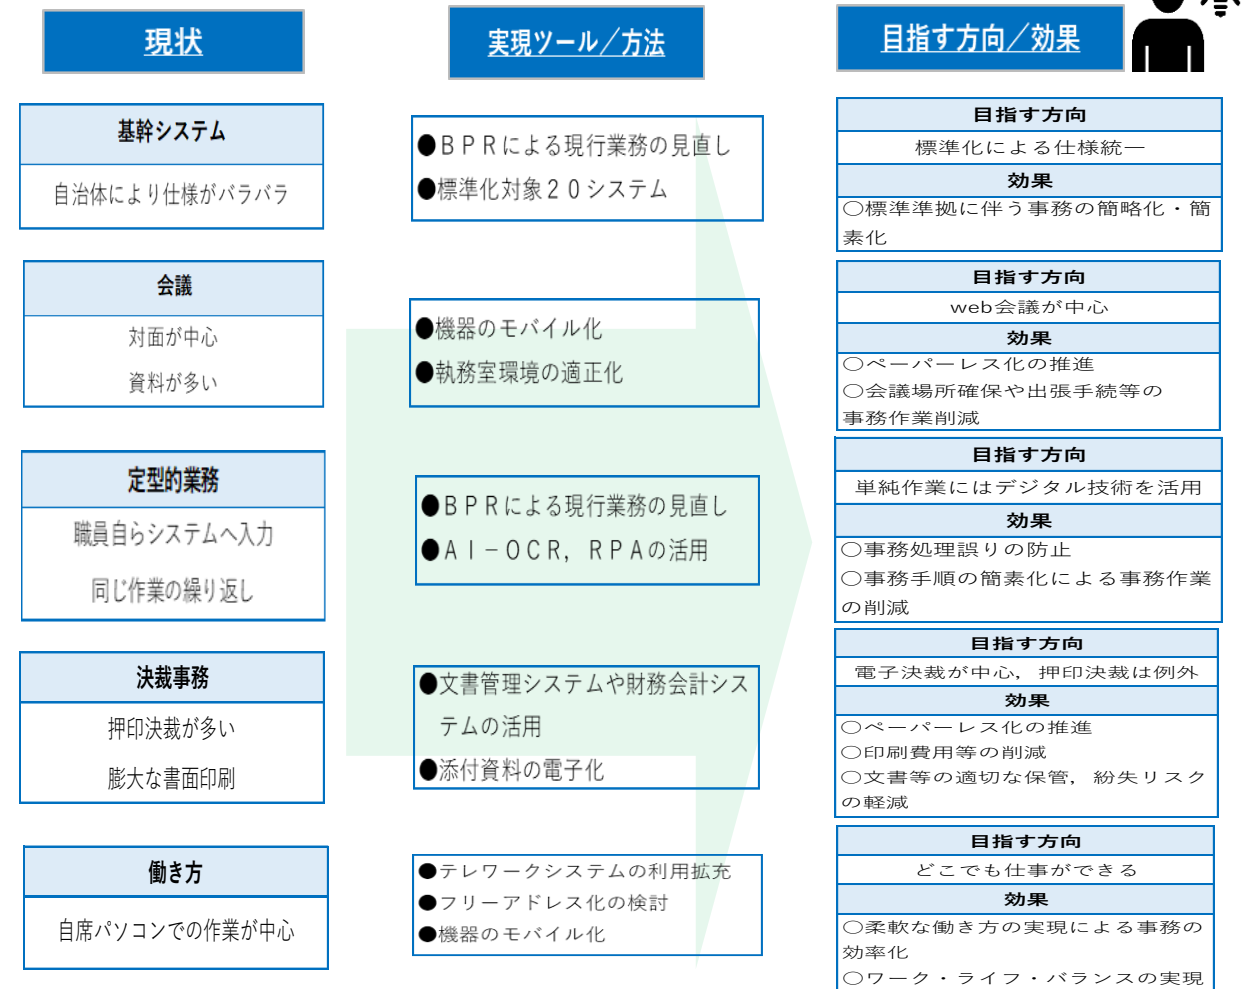 現状
実現ツール／方法
目指す方向／効果
基幹システム
自治体により仕様がバラバラ
●ＢＰＲによる現行業務の見直し
●標準化対象２０システム
目指す方向
標準化による仕様統一
効果
○標準準拠に伴う事務の簡略化・簡
素化
会議
対面が中心
資料が多い
●機器のモバイル化
●執務室環境の適正化
目指す方向
web会議が中心
効果
○ペーパーレス化の推進
○会議場所確保や出張手続等の
事務作業削減
定型的業務
職員自らシステムへ入力
同じ作業の繰り返し
●ＢＰＲによる現行業務の見直し
●ＡＩ－ＯＣＲ，ＲＰＡの活用
目指す方向
単純作業にはデジタル技術を活用
効果
○事務処理誤りの防止
○事務手順の簡素化による事務作業
の削減
決裁事務
押印決裁が多い
膨大な書面印刷
●文書管理システムや財務会計シス
テムの活用
●添付資料の電子化
目指す方向
電子決裁が中心，押印決裁は例外
効果
○ペーパーレス化の推進
○印刷費用等の削減
○文書等の適切な保管，紛失リスク
の軽減
働き方
自席パソコンでの作業が中心
●テレワークシステムの利用拡充
●フリーアドレス化の検討
●機器のモバイル化
目指す方向
どこでも仕事ができる
効果
○柔軟な働き方の実現による事務の
効率化
○ワーク・ライフ・バランスの実現